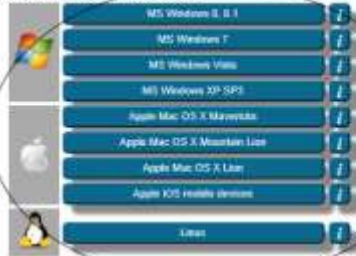 MS Windows 8, 8.1 i
MS Windows 7 i
MS Windows Vista i
MS Windows XP SP3 i
Apple Mac OS X Mavericks i
Apple Mac OS X Mountain Lion i
Apple Mac OS X Lion i
Apple iOS mobile devices i
Linux i